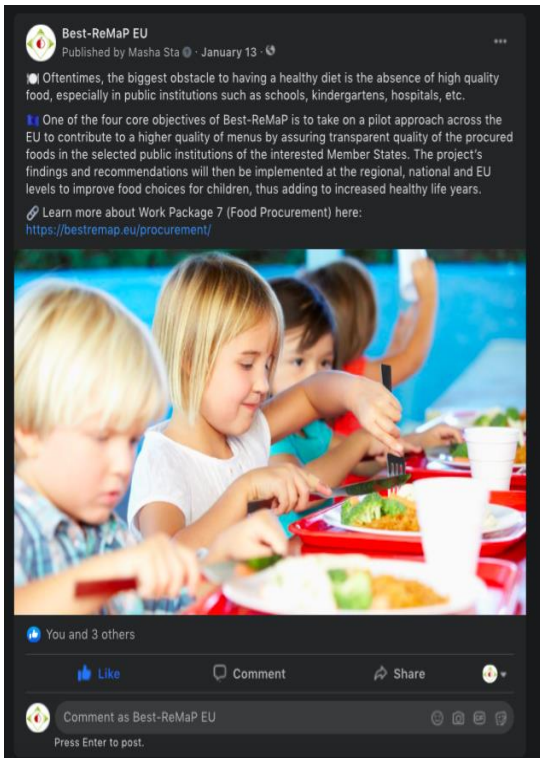 Best-ReMaP EU
Published by Masha Sta · January 13 ·
Oftentimes, the biggest obstacle to having a healthy diet is the absence of high quality
food, especially in public institutions such as schools, kindergartens, hospitals, etc.
One of the four core objectives of Best-ReMaP is to take on a pilot approach across the
EU to contribute to a higher quality of menus by assuring transparent quality of the procured
foods in the selected public institutions of the interested Member States. The project's
findings and recommendations will then be implemented at the regional, national and EU
levels to improve food choices for children, thus adding to increased healthy life years.
Learn more about Work Package 7 (Food Procurement) here:
https://bestremap.eu/procurement/
You and 3 others
Like Comment Share
Comment as Best-ReMaP EU
Press Enter to post.